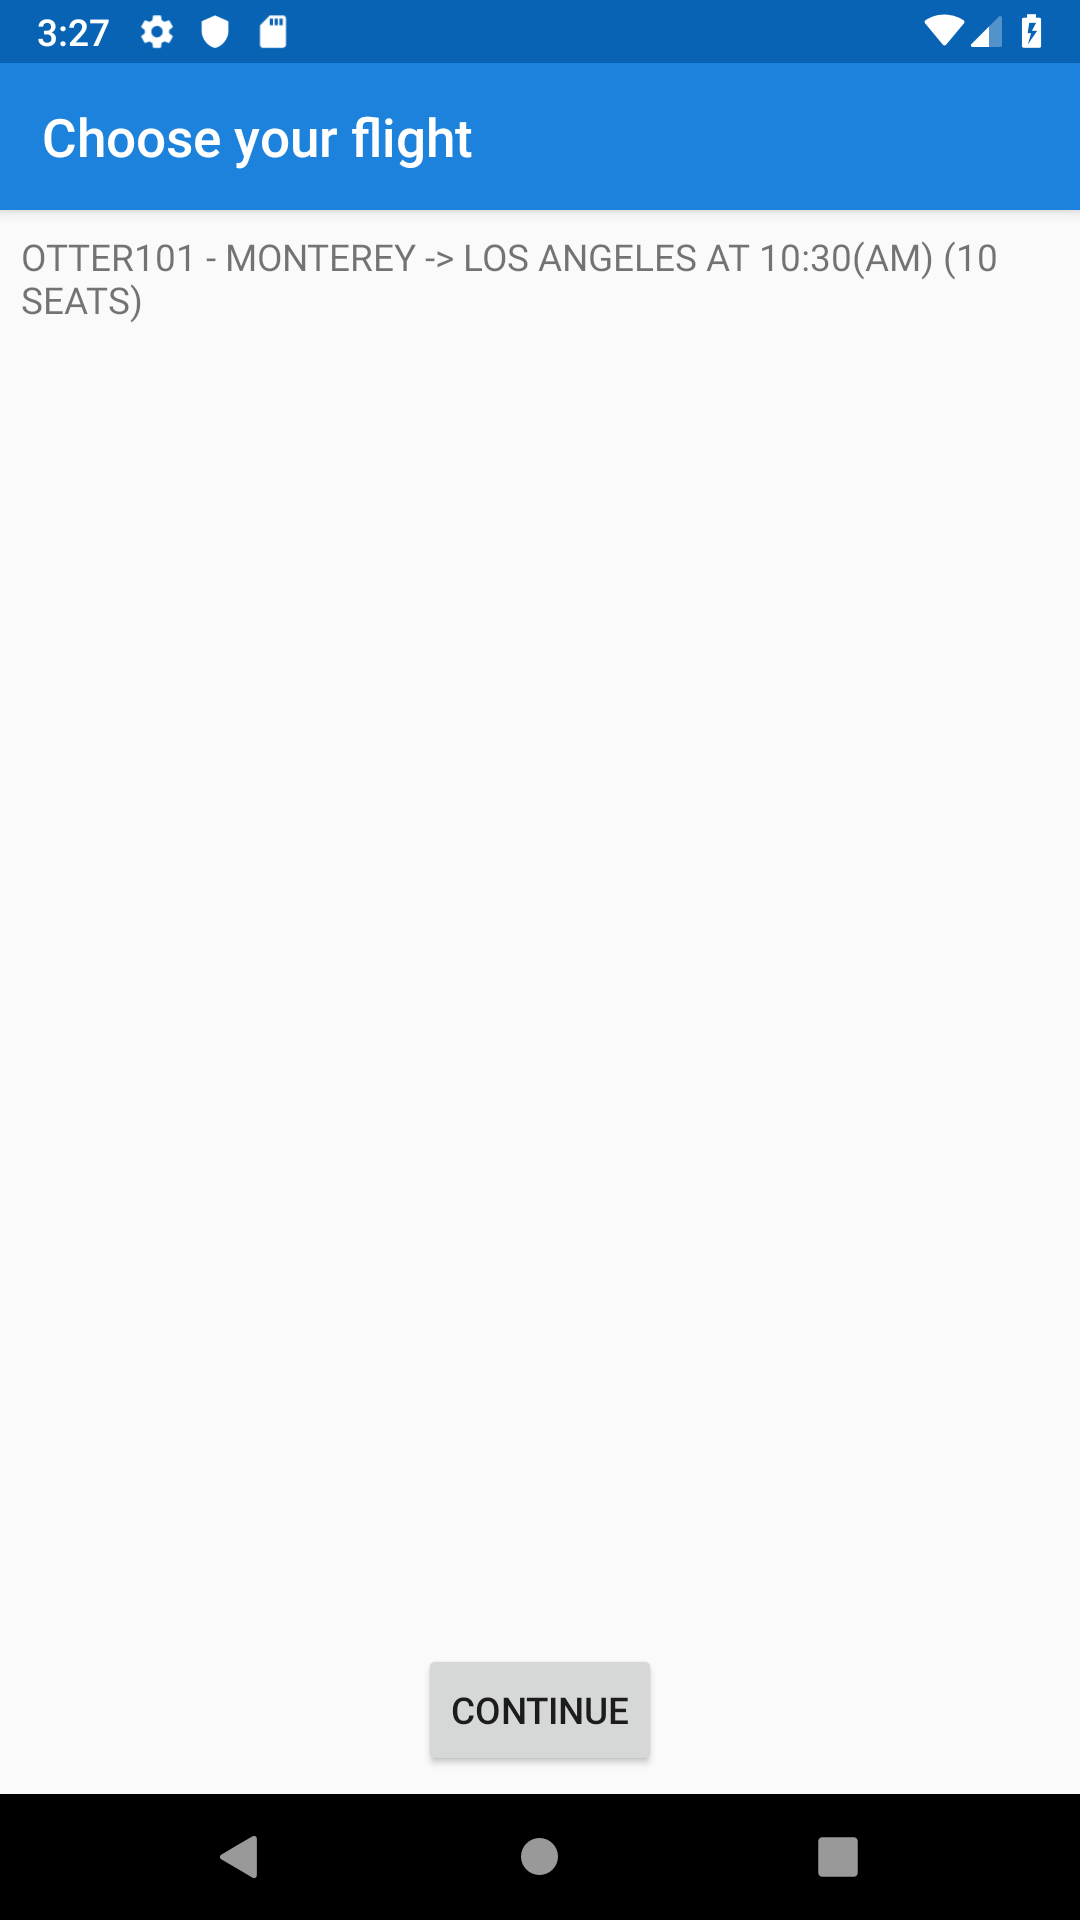 3:27
Choose your flight
OTTER101 - MONTEREY -> LOS ANGELES AT 10:30(AM) (10
SEATS)
CONTINUE